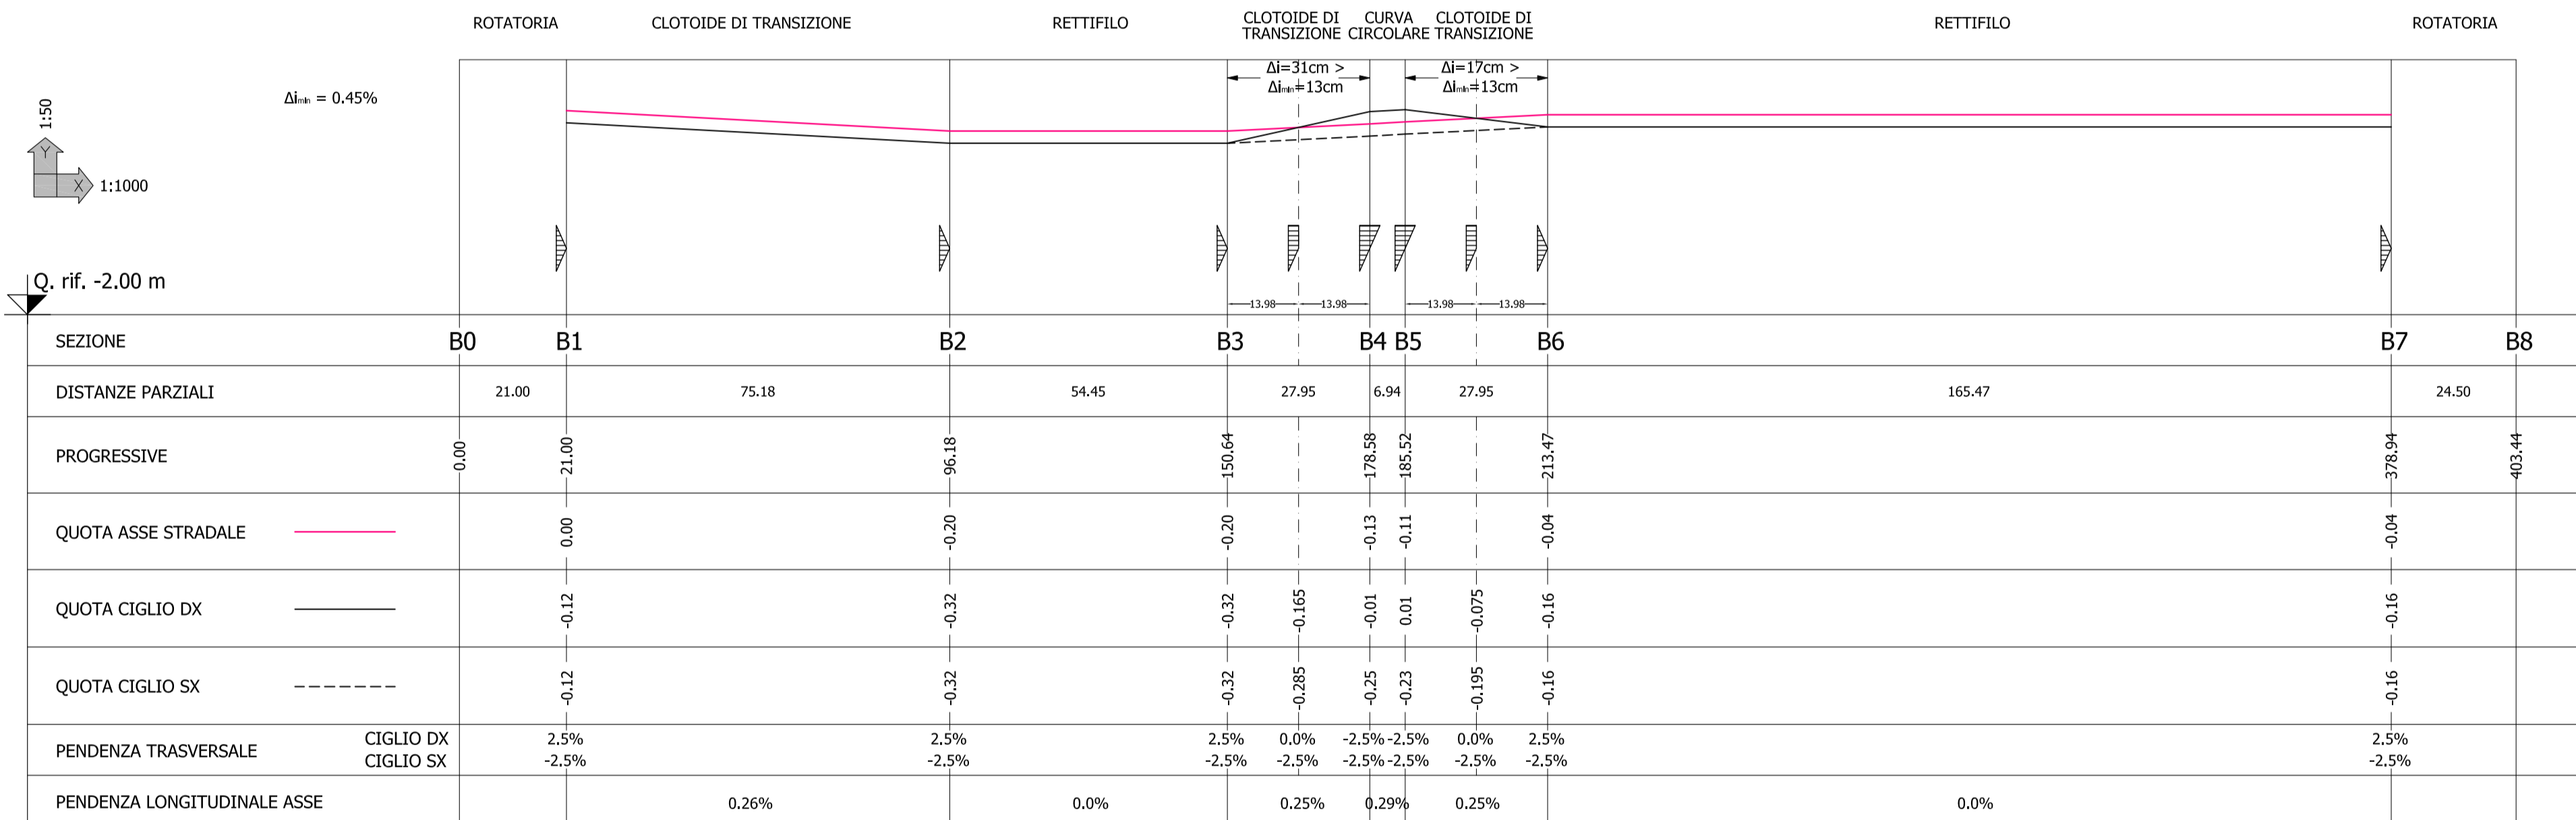 ROTATORIA CLOTOIDE DI TRANSIZIONE RETTIFILO CLOTOIDE DI TRANSIZIONE CURVA CIRCOLARE CLOTOIDE DI TRANSIZIONE RETTIFILO ROTATORIA
Δi=31cm > Δi=17cm >
Δimin=13cm Δimin=13cm
Δimin = 0.45%
1:50
Y
X 1:1000
Q. rif. -2.00 m
13.98 13.98 13.98 13.98
SEZIONE B0 B1 B2 B3 B4 B5 B6 B7 B8
DISTANZE PARZIALI 21.00 75.18 54.45 27.95 6.94 27.95 165.47 24.50
PROGRESSIVE 0.00 21.00 96.18 150.64 178.58 185.52 213.47 378.94 403.44
QUOTA ASSE STRADALE 0.00 -0.20 -0.20 -0.13 -0.11 -0.04 -0.04
QUOTA CIGLIO DX -0.12 -0.32 -0.32 -0.165 -0.01 0.01 -0.075 -0.16 -0.16
QUOTA CIGLIO SX -0.12 -0.32 -0.32 -0.285 -0.25 -0.23 -0.195 -0.16 -0.16
PENDENZA TRASVERSALE
CIGLIO DX 2.5% 2.5% 2.5% 0.0% -2.5% -2.5% 0.0% 2.5% 2.5%
CIGLIO SX -2.5% -2.5% -2.5% -2.5% -2.5% -2.5% -2.5% -2.5% -2.5%
PENDENZA LONGITUDINALE ASSE 0.26% 0.0% 0.25% 0.29% 0.25% 0.0%